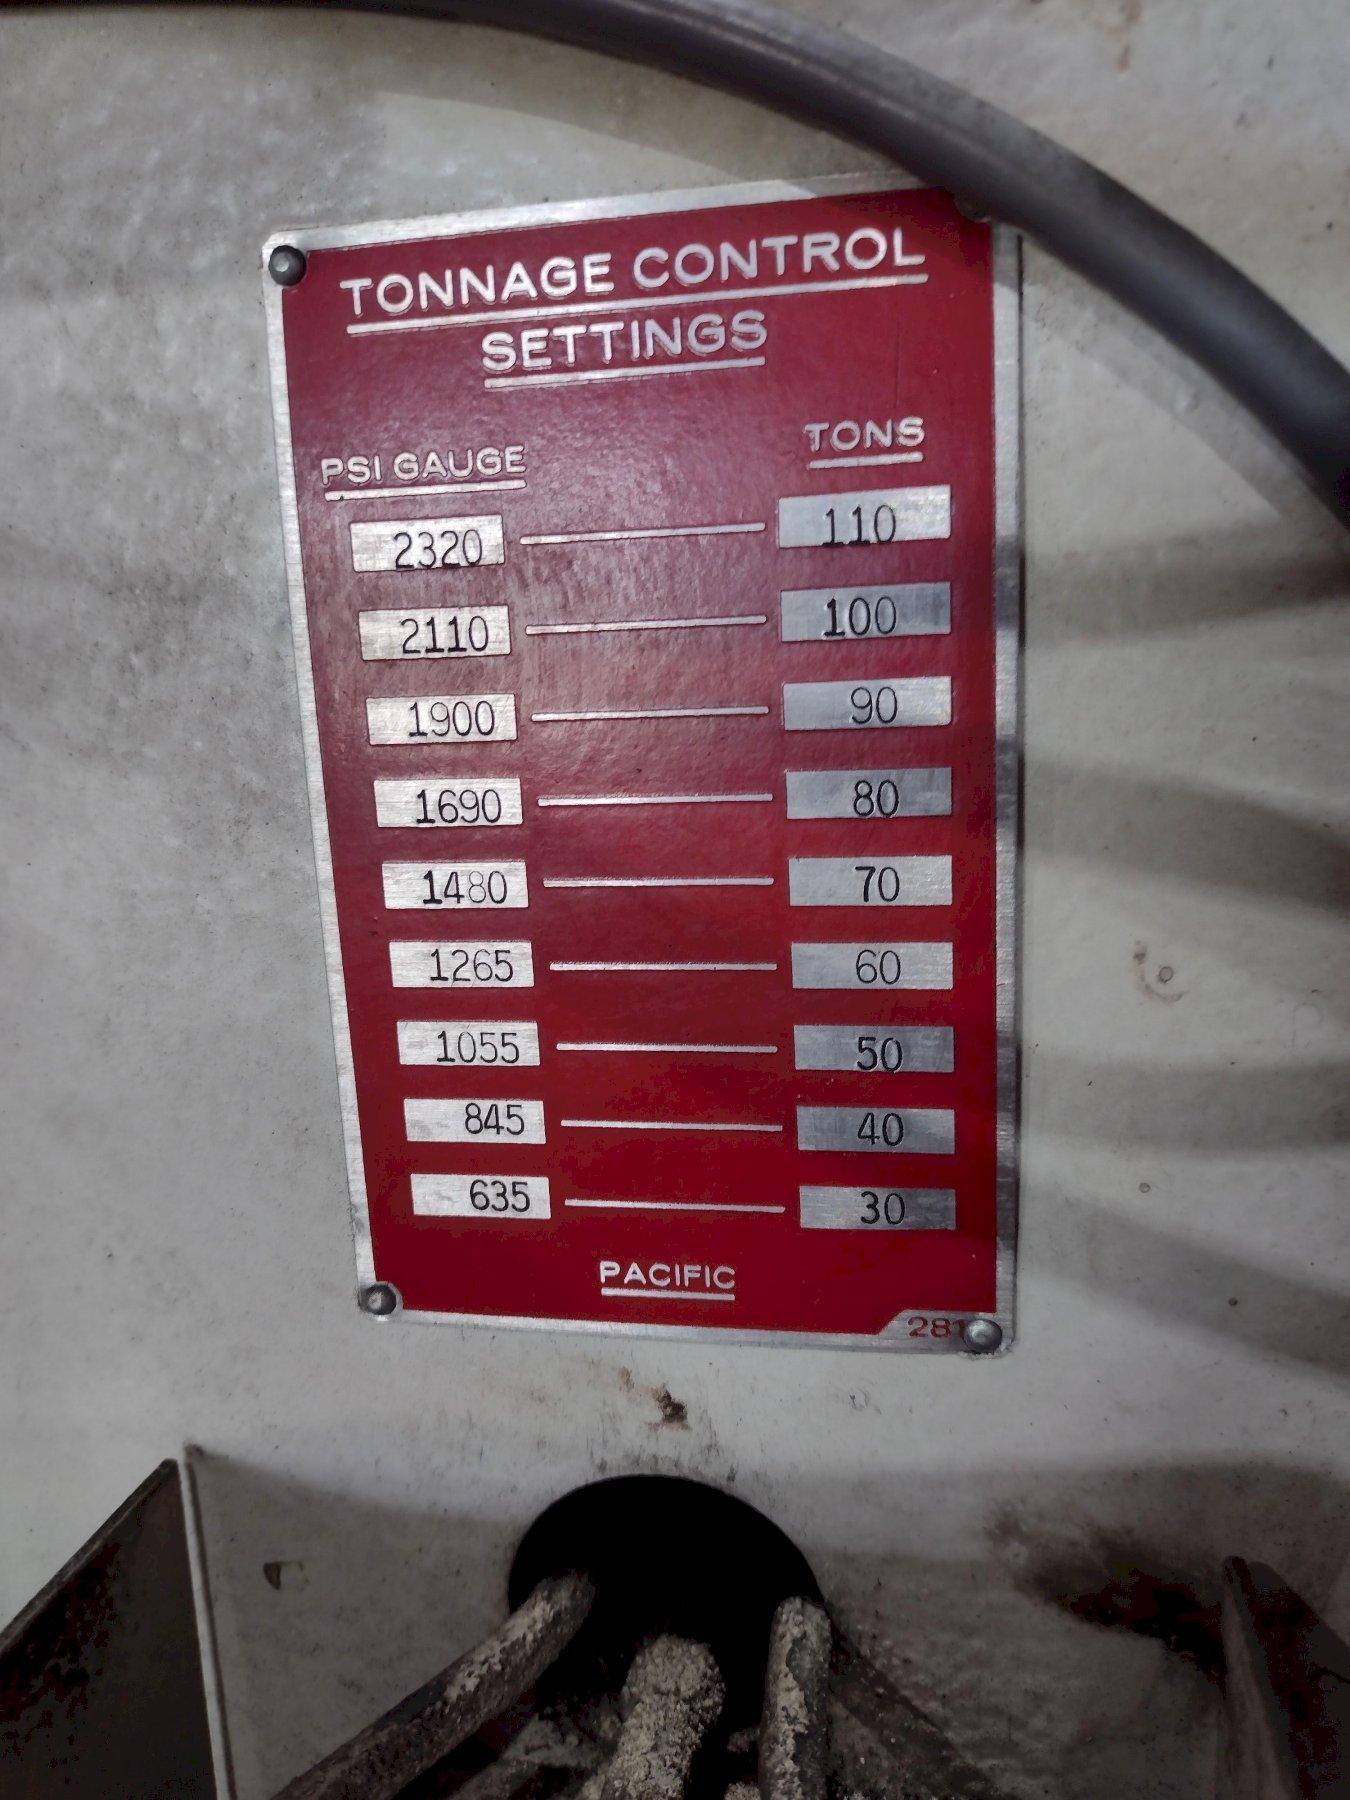 TONNAGE CONTROL
SETTINGS
PSI GAUGE TONS
2320 110
2110 100
1900 90
1690 80
1480 70
1265 60
1055 50
845 40
635 30
PACIFIC